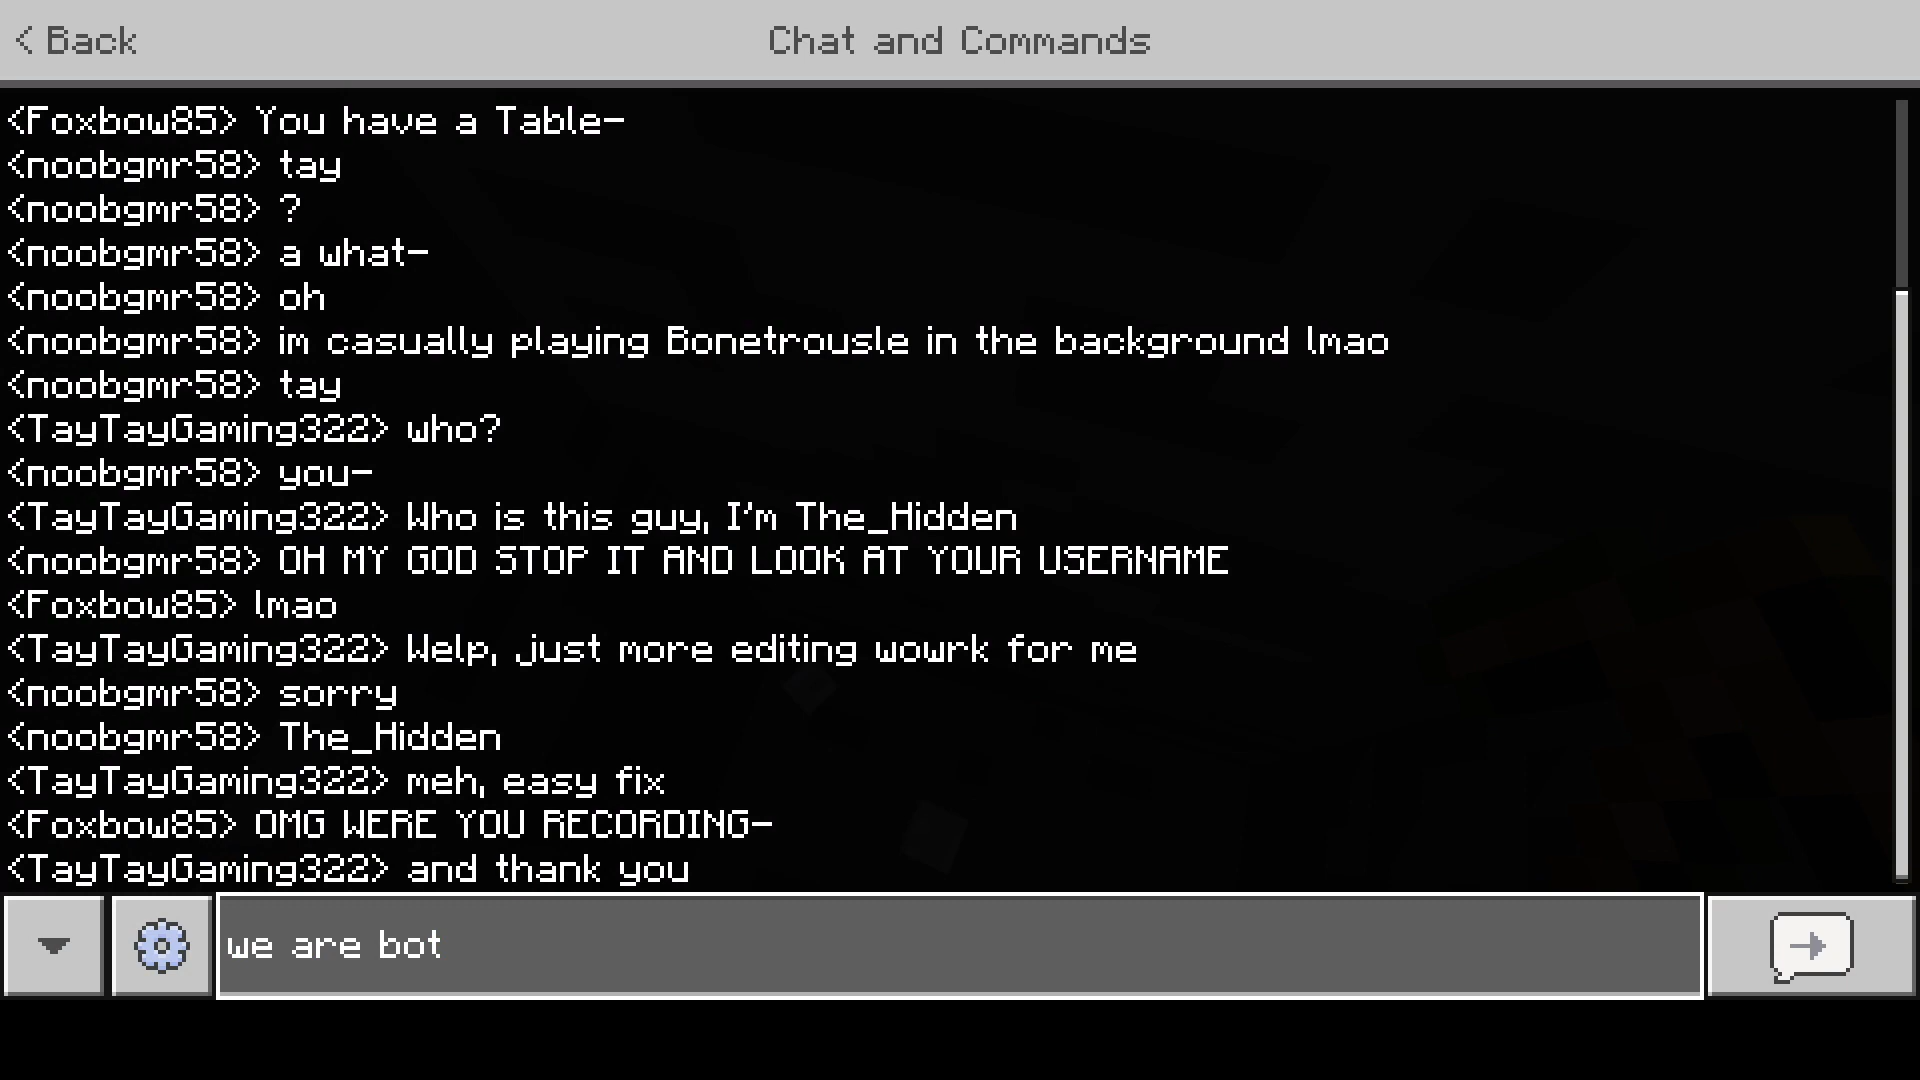 < Back
Chat and Commands
<Foxbow85> You have a Table-
<noobgmr58> tay
<noobgmr58> ?
<noobgmr58> a what-
<noobgmr58> oh
<noobgmr58> im casually playing Bonetrousle in the background lmao
<noobgmr58> tay
<TayTayGaming322> who?
<noobgmr58> you-
<TayTayGaming322> Who is this guy, I'm The_Hidden
<noobgmr58> OH MY GOD STOP IT AND LOOK AT YOUR USERNAME
<Foxbow85> lmao
<TayTayGaming322> Welp, just more editing wowrk for me
<noobgmr58> sorry
<noobgmr58> The_Hidden
<TayTayGaming322> meh, easy fix
<Foxbow85> OMG WERE YOU RECORDING-
<TayTayGaming322> and thank you
we are bot